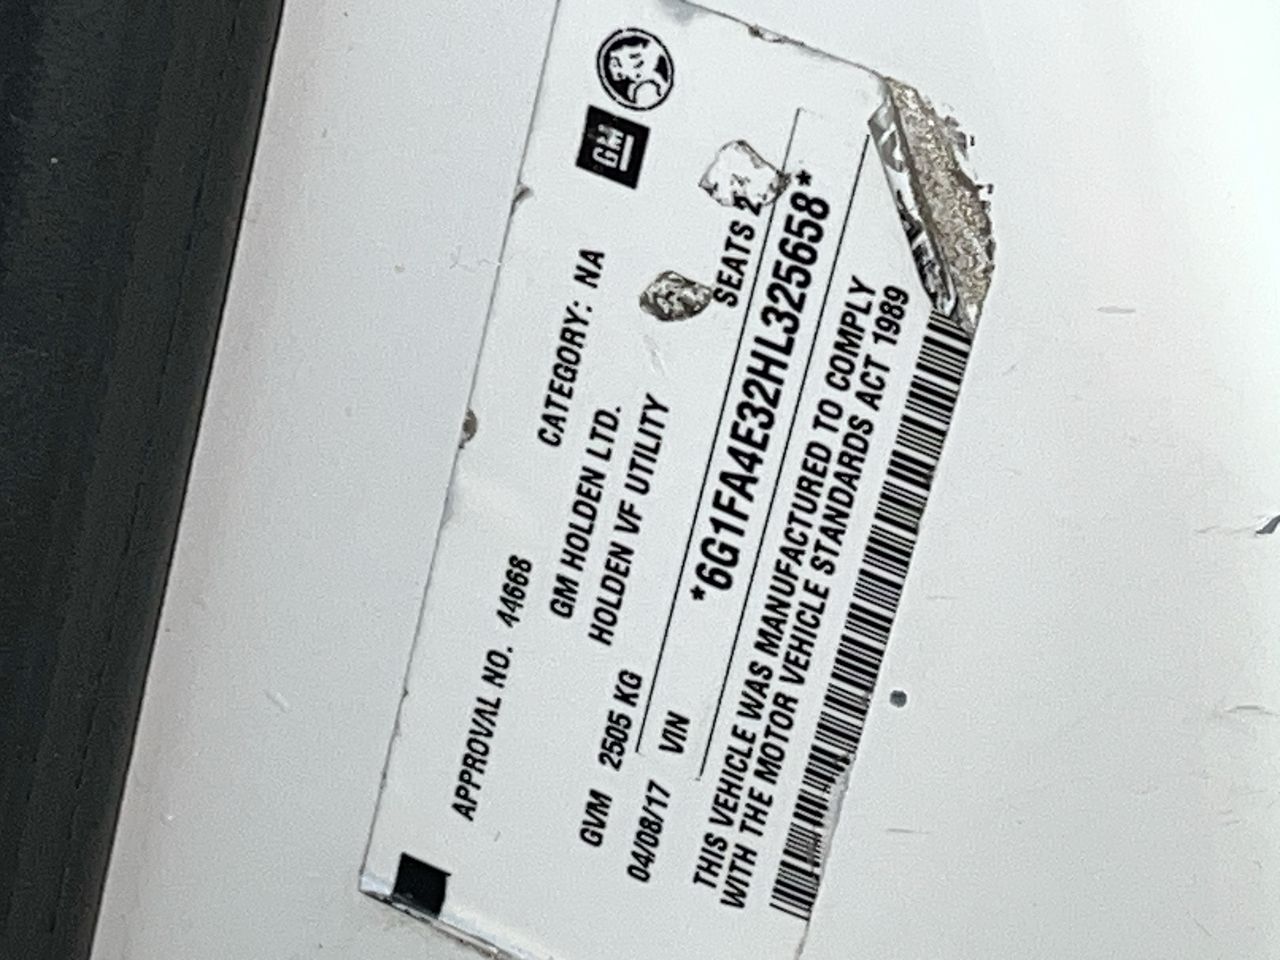 APPROVAL NO. 44668 CATEGORY: NA
GM
GM HOLDEN LTD.
HOLDEN VF UTILITY
GVM 2505 KG SEATS 2
04/08/17 VIN *6G1FA4E32HL325658*
THIS VEHICLE WAS MANUFACTURED TO COMPLY
WITH THE MOTOR VEHICLE STANDARDS ACT 1989